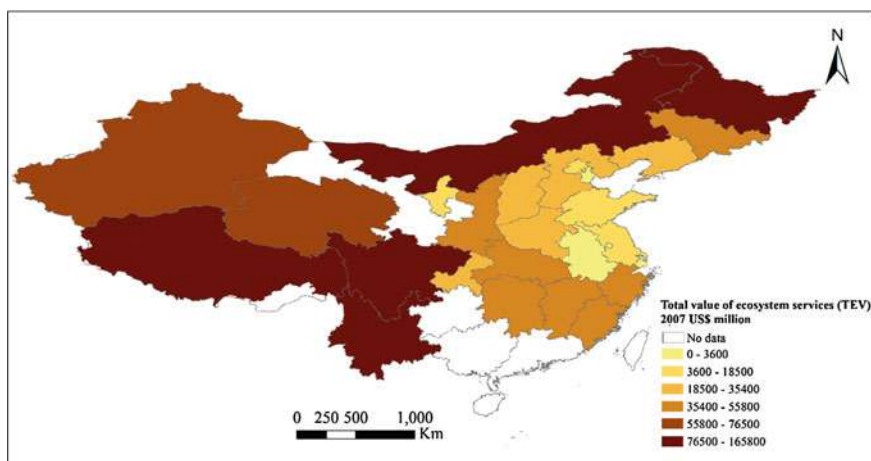 N
Total value of ecosystem services (TEV)
2007 US$ million
No data
0 - 3600
3600 - 18500
18500 - 35400
35400 - 55800
55800 - 76500
76500 - 165800
0 250 500 1,000
Km